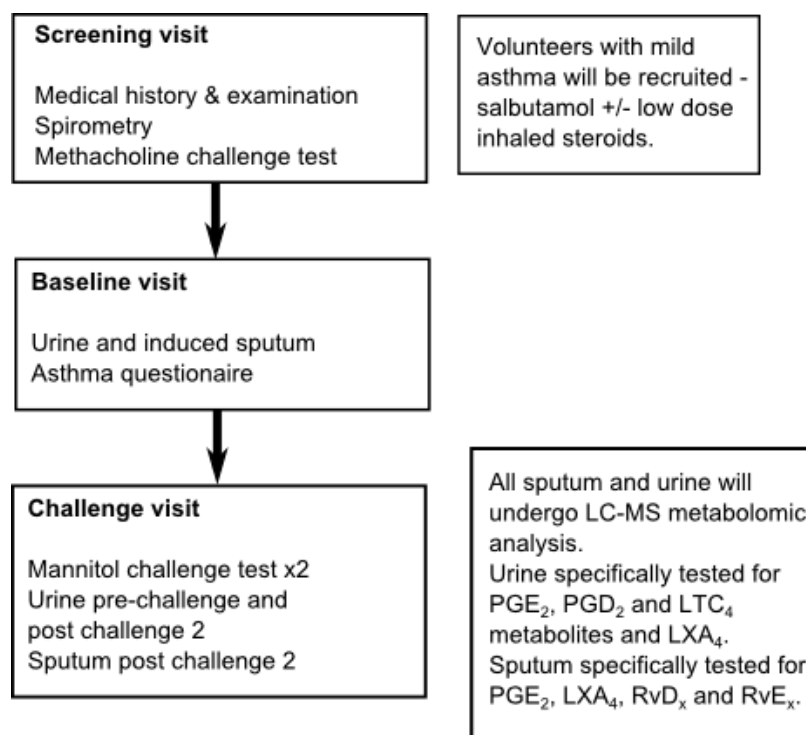 Screening visit
Medical history & examination
Spirometry
Methacholine challenge test
Volunteers with mild
asthma will be recruited -
salbutamol +/- low dose
inhaled steroids.
Baseline visit
Urine and induced sputum
Asthma questionaire
Challenge visit
Mannitol challenge test x2
Urine pre-challenge and
post challenge 2
Sputum post challenge 2
All sputum and urine will
undergo LC-MS metabolomic
analysis.
Urine specifically tested for
PGE₂, PGD₂ and LTC₄
metabolites and LXA₄.
Sputum specifically tested for
PGE₂, LXA₄, RvDₓ and RvEₓ.